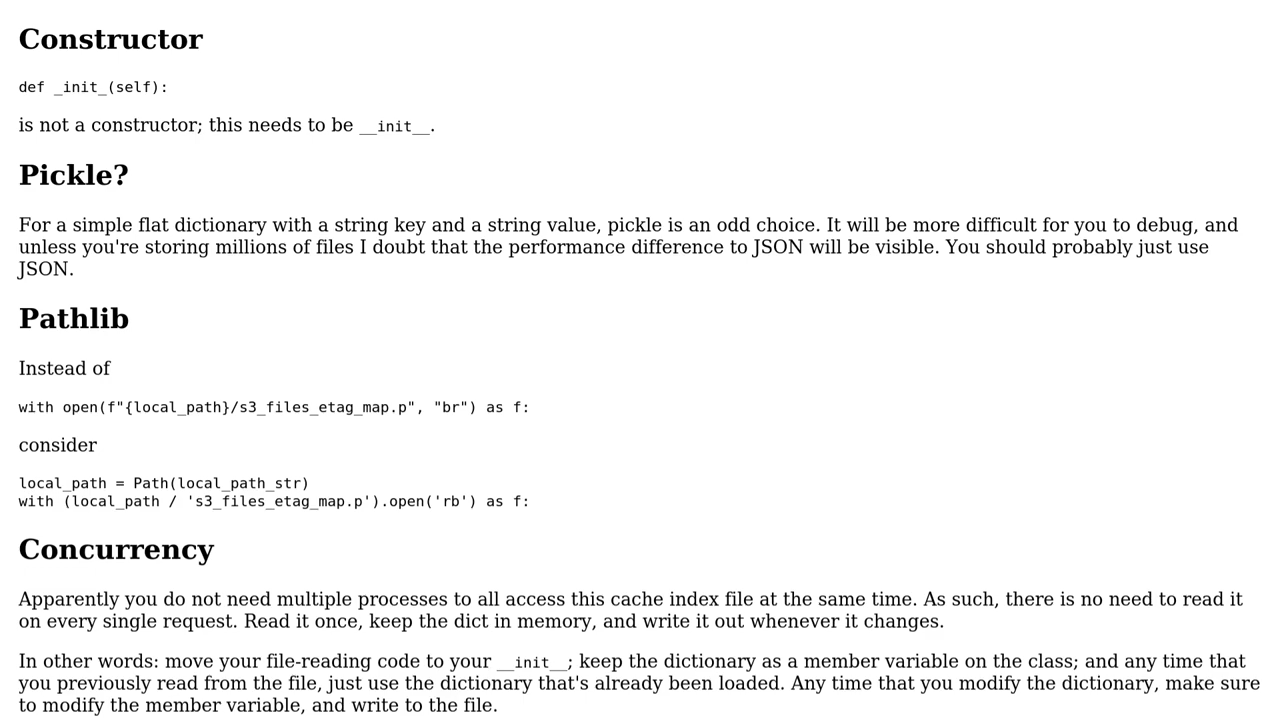 Constructor
def _init_(self):
is not a constructor; this needs to be __init__.
Pickle?
For a simple flat dictionary with a string key and a string value, pickle is an odd choice. It will be more difficult for you to debug, and
unless you're storing millions of files I doubt that the performance difference to JSON will be visible. You should probably just use
JSON.
Pathlib
Instead of
with open(f"{local_path}/s3_files_etag_map.p", "br") as f:
consider
local_path = Path(local_path_str)
with (local_path / 's3_files_etag_map.p').open('rb') as f:
Concurrency
Apparently you do not need multiple processes to all access this cache index file at the same time. As such, there is no need to read it
on every single request. Read it once, keep the dict in memory, and write it out whenever it changes.
In other words: move your file-reading code to your __init__; keep the dictionary as a member variable on the class; and any time that
you previously read from the file, just use the dictionary that's already been loaded. Any time that you modify the dictionary, make sure
to modify the member variable, and write to the file.